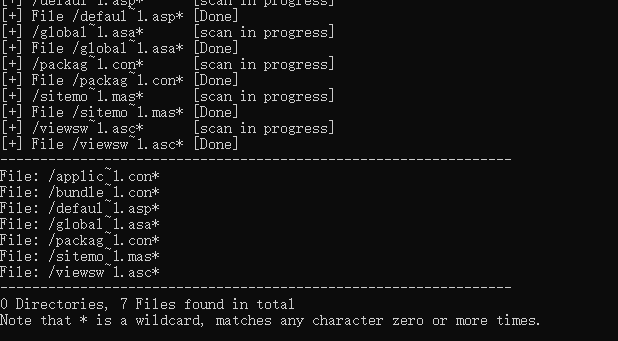 [+] /defaul~1.asp* [scan in progress]
[+] File /defaul~1.asp* [Done]
[+] /global~1.asa* [scan in progress]
[+] File /global~1.asa* [Done]
[+] /packag~1.con* [scan in progress]
[+] File /packag~1.con* [Done]
[+] /sitemo~1.mas* [scan in progress]
[+] File /sitemo~1.mas* [Done]
[+] /viewsw~1.asc* [scan in progress]
[+] File /viewsw~1.asc* [Done]
----------------------------------------------------------------
File: /applic~1.con*
File: /bundle~1.con*
File: /defaul~1.asp*
File: /global~1.asa*
File: /packag~1.con*
File: /sitemo~1.mas*
File: /viewsw~1.asc*
----------------------------------------------------------------
0 Directories, 7 Files found in total
Note that * is a wildcard, matches any character zero or more times.